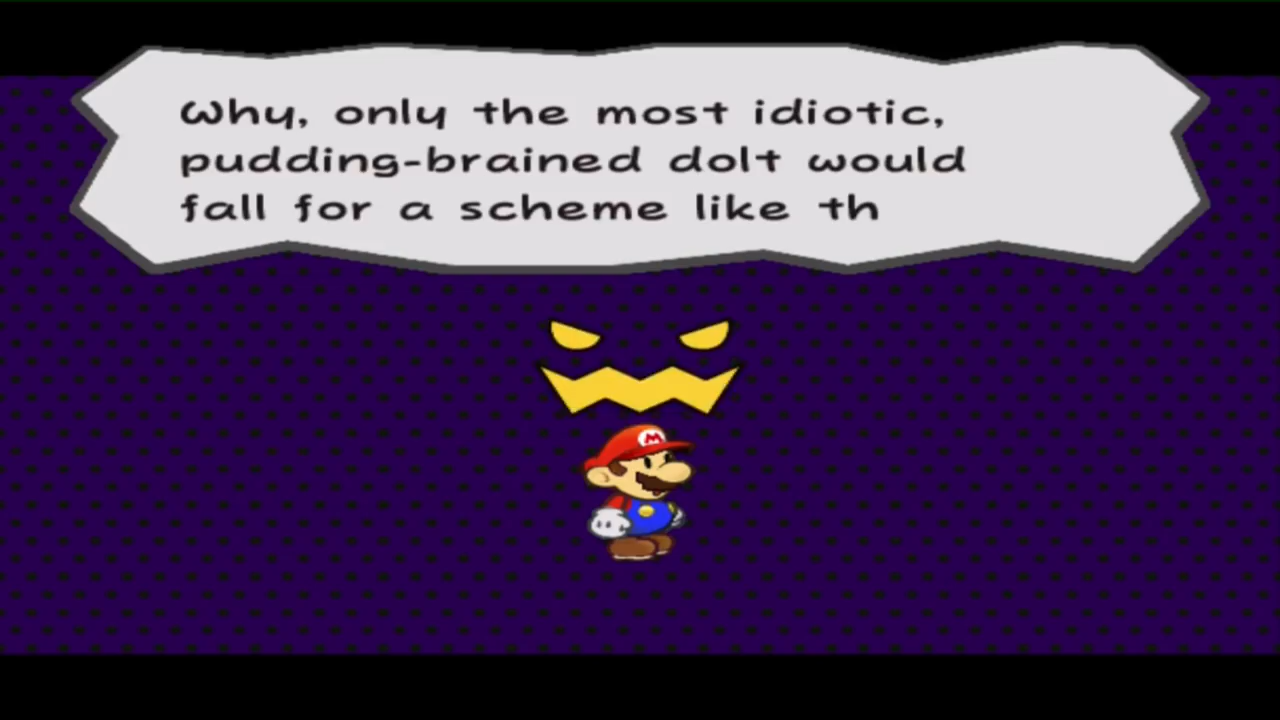 Why, only the most idiotic,
pudding-brained dolt would
fall for a scheme like th